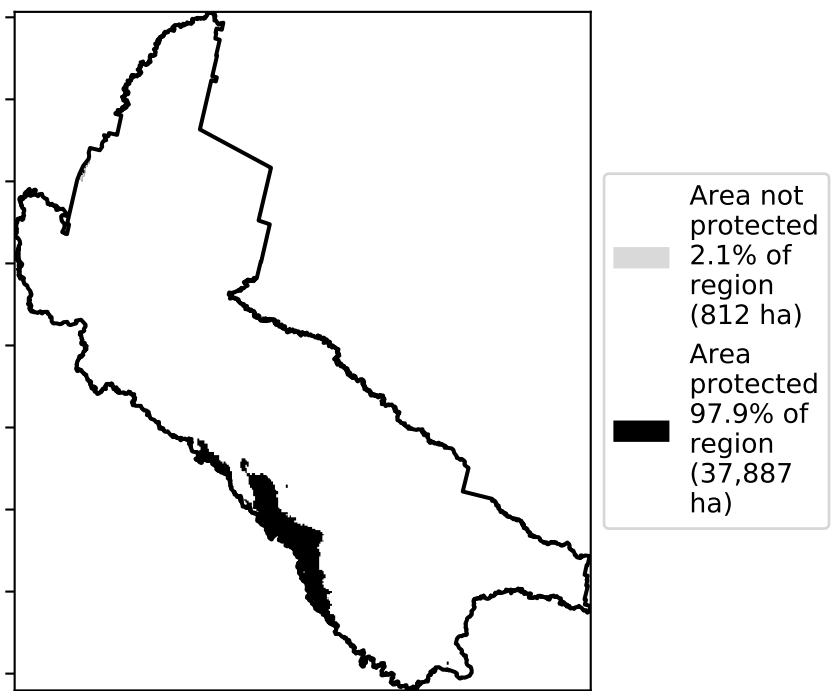 Area not
protected
2.1% of
region
(812 ha)
Area
protected
97.9% of
region
(37,887
ha)